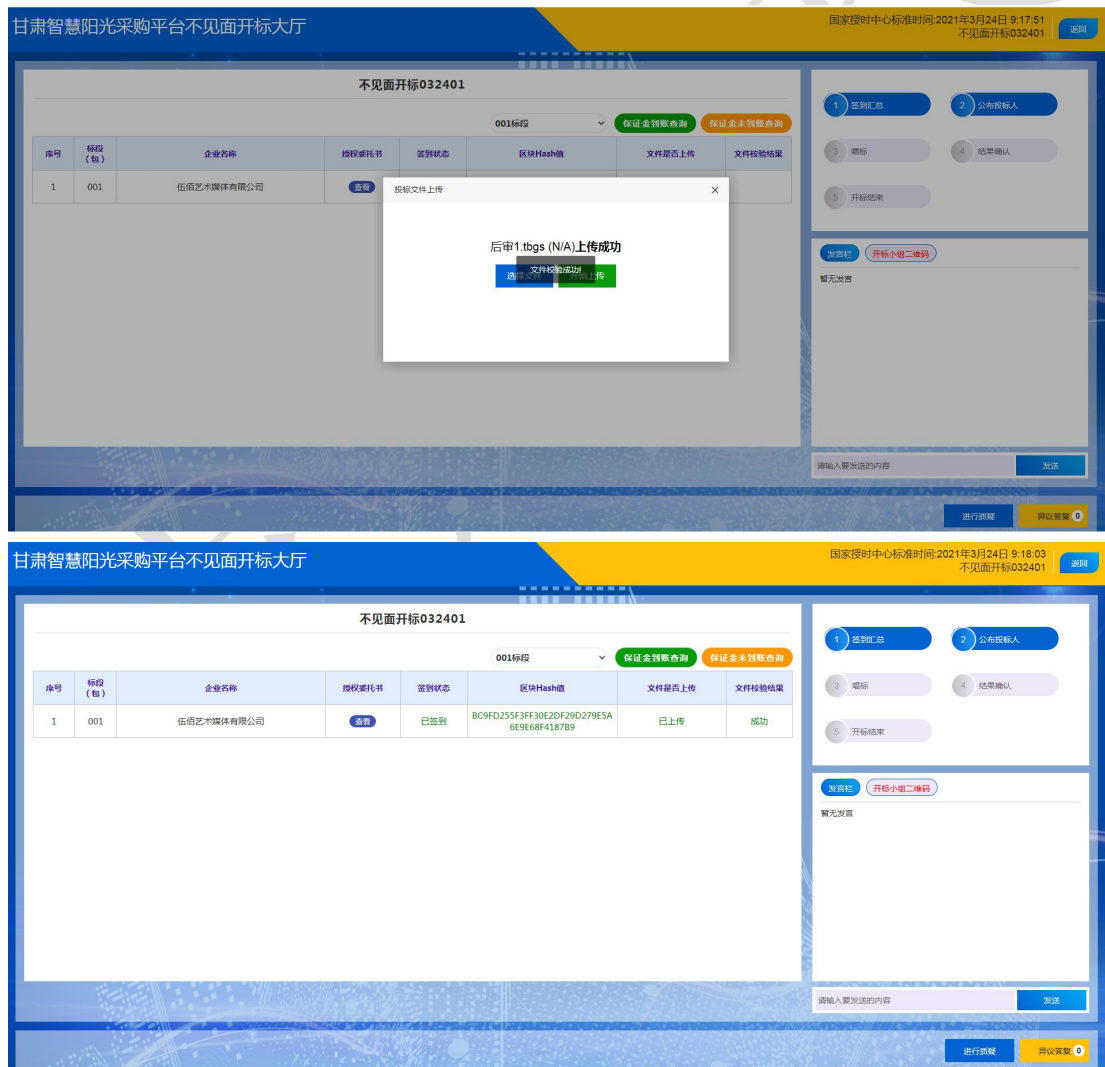 甘肃智慧阳光采购平台不见面开标大厅
国家授时中心标准时间:2021年3月24日 9:17:51
不见面开标032401
返回
不见面开标032401
001标段
保证金到账查询
保证金未到账查询
序号 标段（包） 企业名称 授权委托书 签到状态 区块Hash值 文件是否上传 文件校验结果
1 001 伍佰艺术媒体有限公司 查看
投标文件上传 ×
后审1.tbgs (N/A)上传成功
文件校验成功!
1 签到汇总
2 公布投标人
3 唱标
4 结果确认
5 开标结束
发言栏 开标小组二维码
暂无发言
请输入要发送的内容 发送
进行质疑 异议答复 0
甘肃智慧阳光采购平台不见面开标大厅
国家授时中心标准时间:2021年3月24日 9:18:03
不见面开标032401
返回
不见面开标032401
001标段
保证金到账查询
保证金未到账查询
序号 标段（包） 企业名称 授权委托书 签到状态 区块Hash值 文件是否上传 文件校验结果
1 001 伍佰艺术媒体有限公司 查看 已签到 BC9FD255F3FF30E2DF29D279E5A
6E9E68F4187B9 已上传 成功
1 签到汇总
2 公布投标人
3 唱标
4 结果确认
5 开标结束
发言栏 开标小组二维码
暂无发言
请输入要发送的内容 发送
进行质疑 异议答复 0